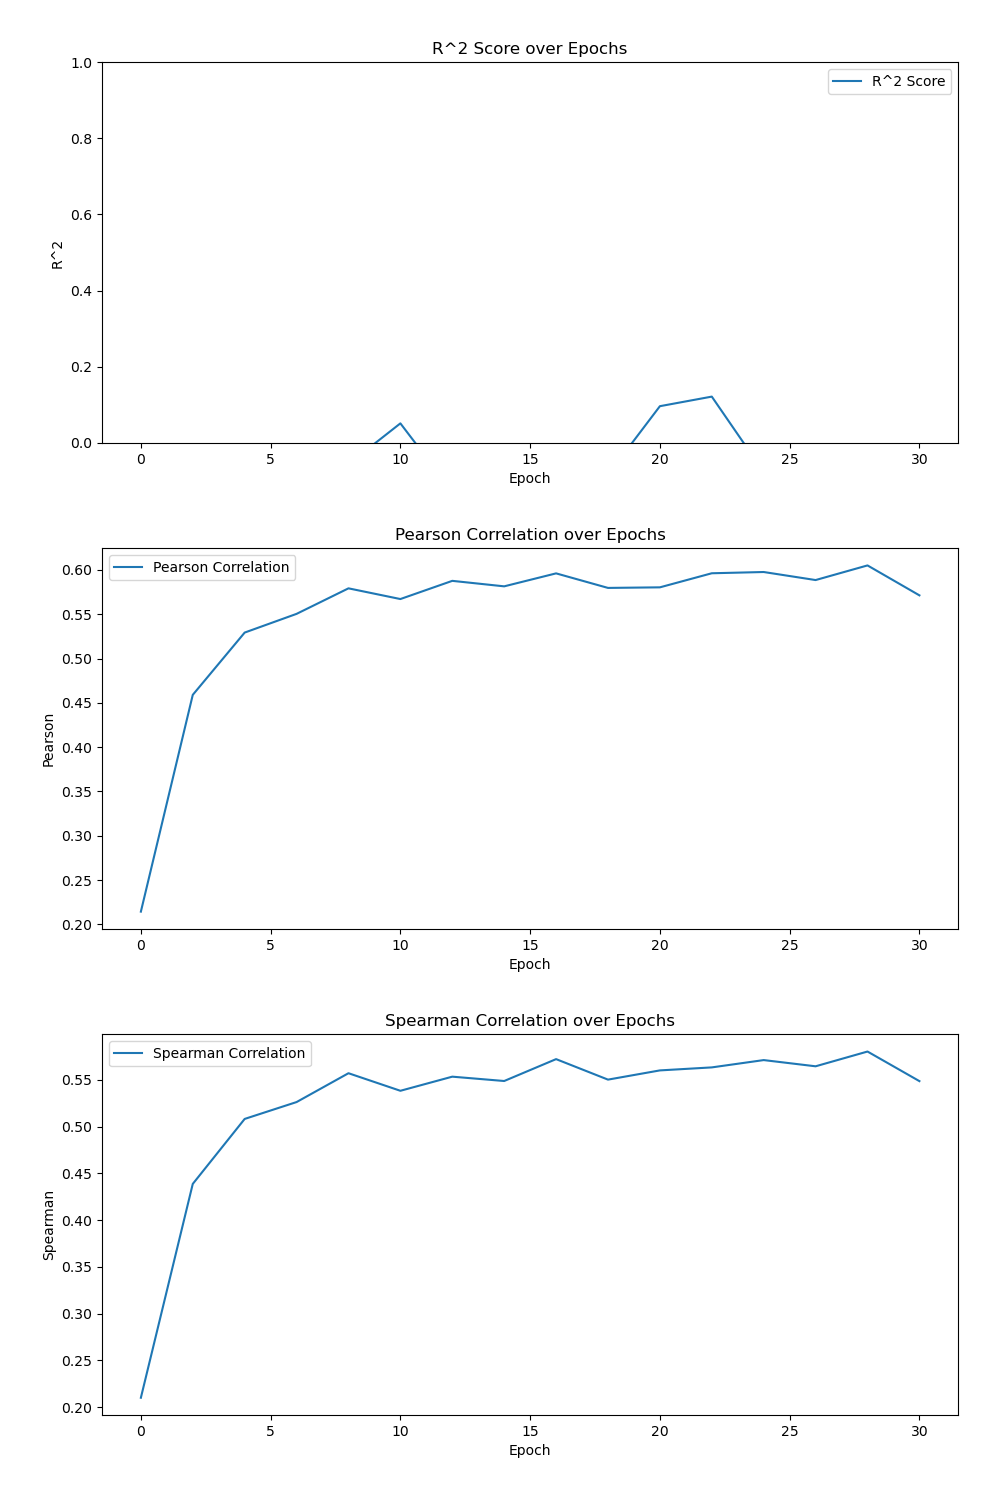 R^2 Score over Epochs
R^2 Score
1.0
0.8
0.6
0.4
0.2
0.0
R^2
0 5 10 15 20 25 30
Epoch
Pearson Correlation over Epochs
Pearson Correlation
0.60
0.55
0.50
0.45
0.40
0.35
0.30
0.25
0.20
Pearson
0 5 10 15 20 25 30
Epoch
Spearman Correlation over Epochs
Spearman Correlation
0.55
0.50
0.45
0.40
0.35
0.30
0.25
0.20
Spearman
0 5 10 15 20 25 30
Epoch